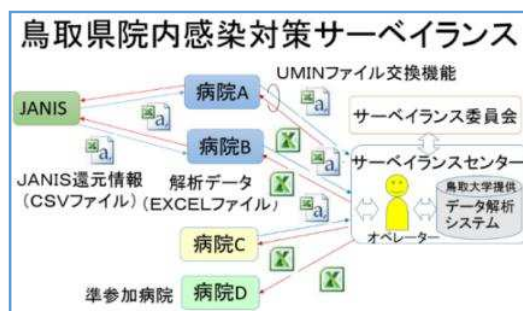 鳥取県院内感染対策サーベイランス
病院A
UMINファイル交換機能
JANIS
サーベイランス委員会
病院B
サーベイランスセンター
JANIS還元情報
(CSVファイル)
解析データ
(EXCELファイル)
鳥取大学提供
データ解析
システム
オペレーター
病院C
準参加病院
病院D